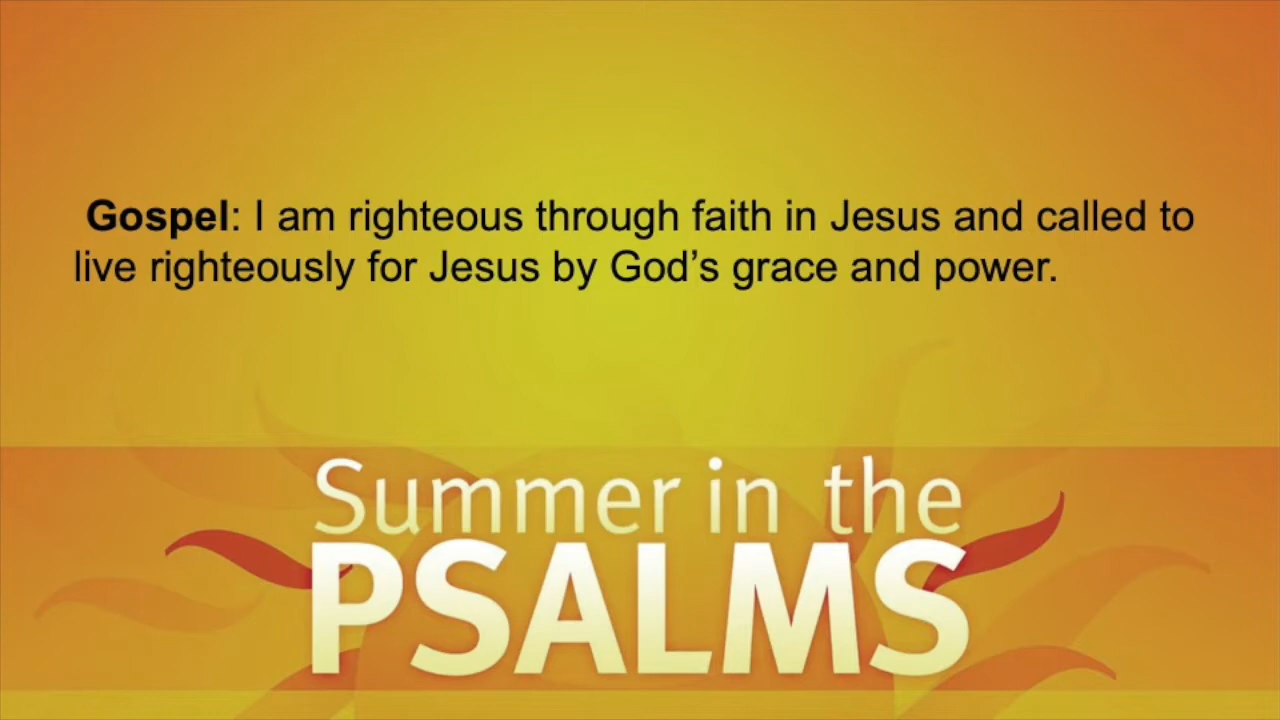 Gospel: I am righteous through faith in Jesus and called to
live righteously for Jesus by God’s grace and power.
Summer in the
PSALMS